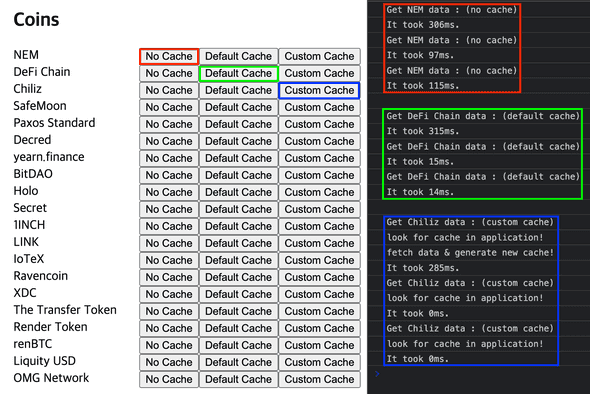 Coins
NEM No Cache Default Cache Custom Cache
DeFi Chain No Cache Default Cache Custom Cache
Chiliz No Cache Default Cache Custom Cache
SafeMoon No Cache Default Cache Custom Cache
Paxos Standard No Cache Default Cache Custom Cache
Decred No Cache Default Cache Custom Cache
yearn.finance No Cache Default Cache Custom Cache
BitDAO No Cache Default Cache Custom Cache
Holo No Cache Default Cache Custom Cache
Secret No Cache Default Cache Custom Cache
1INCH No Cache Default Cache Custom Cache
LINK No Cache Default Cache Custom Cache
IoTeX No Cache Default Cache Custom Cache
Ravencoin No Cache Default Cache Custom Cache
XDC No Cache Default Cache Custom Cache
The Transfer Token No Cache Default Cache Custom Cache
Render Token No Cache Default Cache Custom Cache
renBTC No Cache Default Cache Custom Cache
Liquity USD No Cache Default Cache Custom Cache
OMG Network No Cache Default Cache Custom Cache
Get NEM data : (no cache)
It took 306ms.
Get NEM data : (no cache)
It took 97ms.
Get NEM data : (no cache)
It took 115ms.
Get DeFi Chain data : (default cache)
It took 315ms.
Get DeFi Chain data : (default cache)
It took 15ms.
Get DeFi Chain data : (default cache)
It took 14ms.
Get Chiliz data : (custom cache)
look for cache in application!
fetch data & generate new cache!
It took 285ms.
Get Chiliz data : (custom cache)
look for cache in application!
It took 0ms.
Get Chiliz data : (custom cache)
look for cache in application!
It took 0ms.